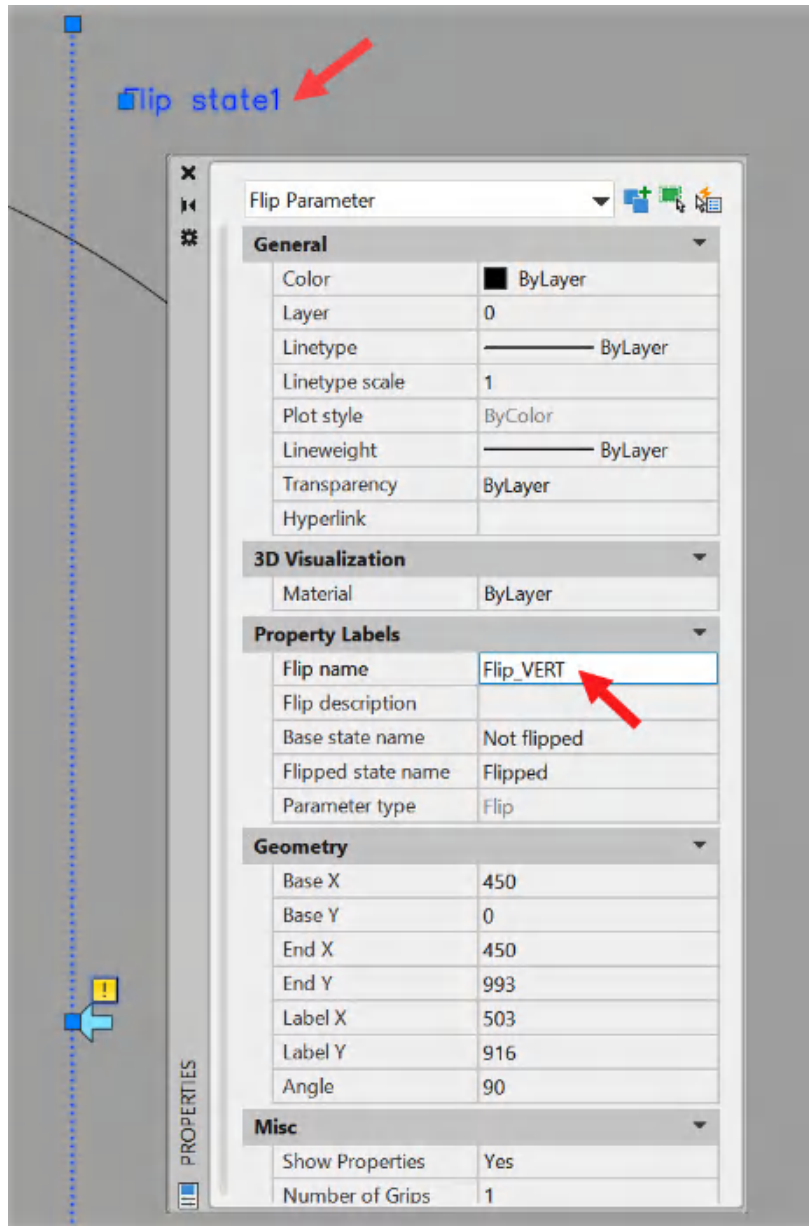 Flip state1
Flip Parameter
General
Color ByLayer
Layer 0
Linetype ByLayer
Linetype scale 1
Plot style ByColor
Lineweight ByLayer
Transparency ByLayer
Hyperlink
3D Visualization
Material ByLayer
Property Labels
Flip name Flip_VERT
Flip description
Base state name Not flipped
Flipped state name Flipped
Parameter type Flip
Geometry
Base X 450
Base Y 0
End X 450
End Y 993
! Label X 503
Label Y 916
Angle 90
Misc
Show Properties Yes
Number of Grips 1
PROPERTIES